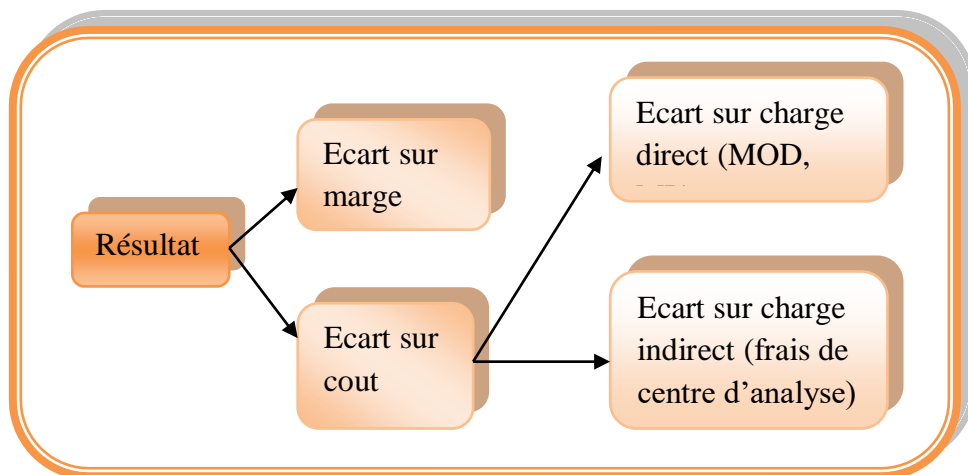 Résultat
Ecart sur
marge
Ecart sur
cout
Ecart sur charge
direct (MOD,
Ecart sur charge
indirect (frais de
centre d’analyse)